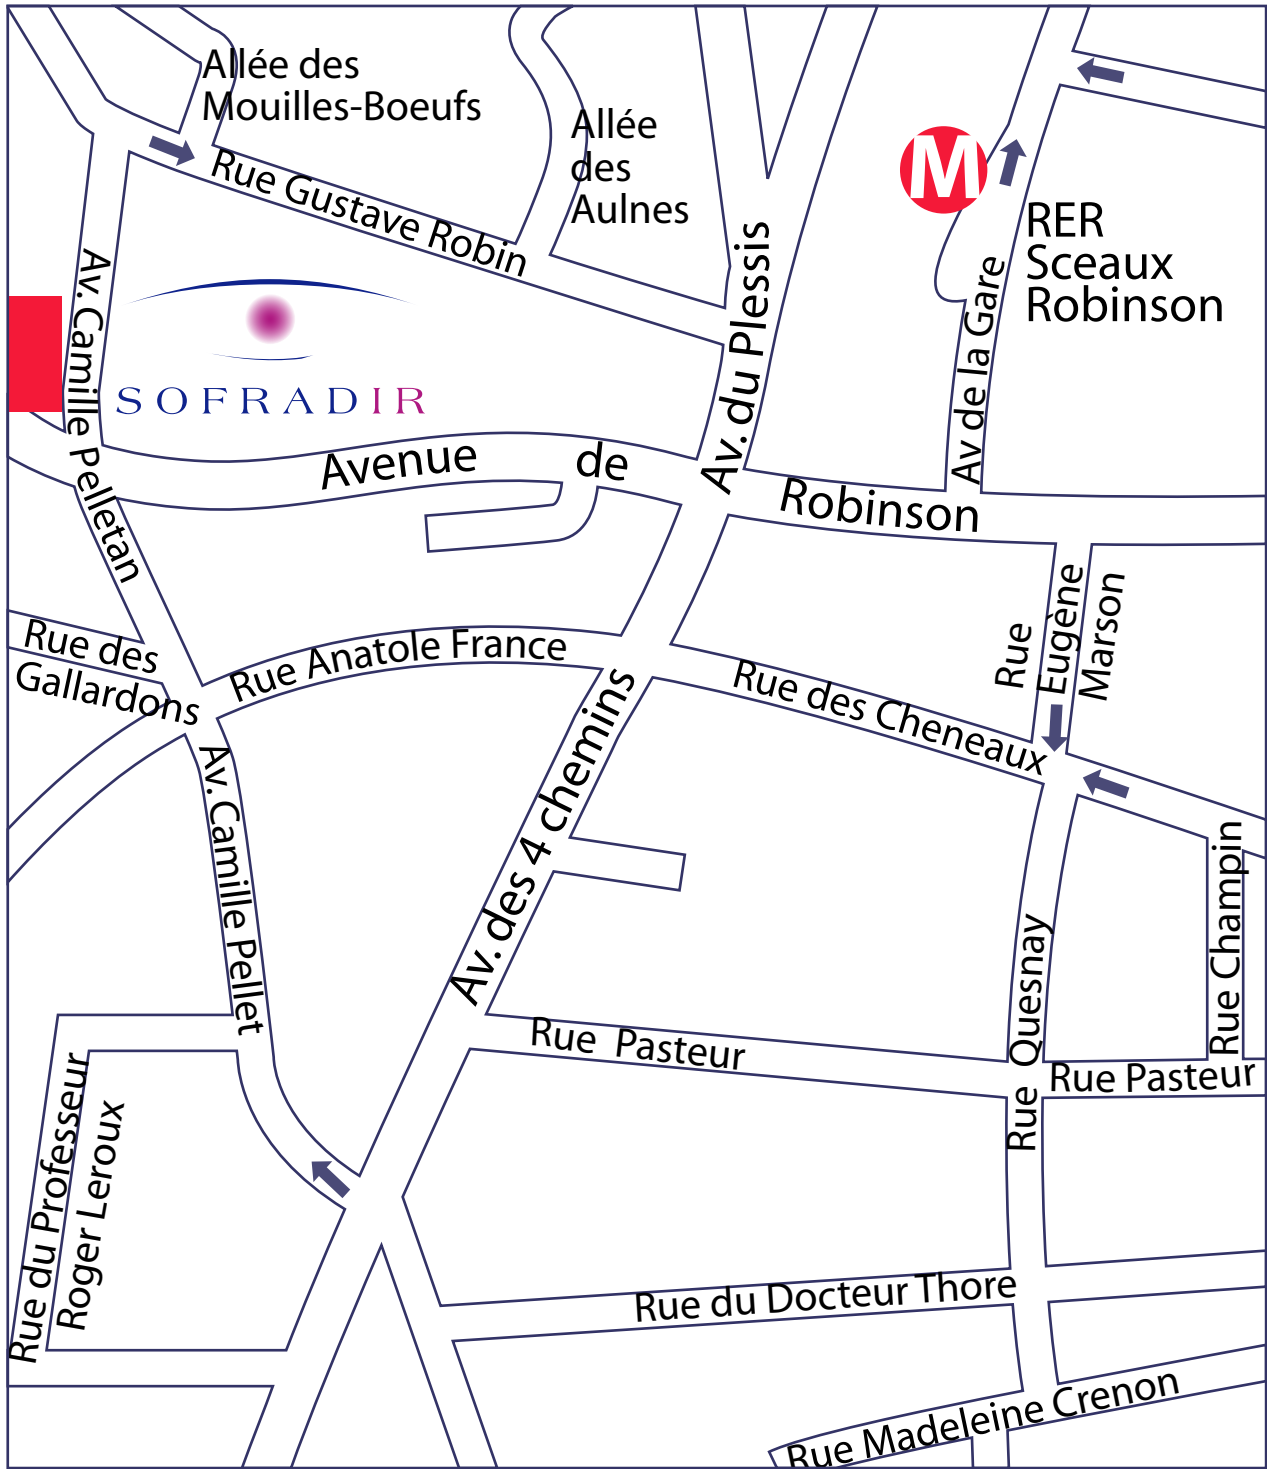 Allée des
Mouilles-Boeufs
Allée
des
Aulnes
Rue Gustave Robin
M
RER
Sceaux
Robinson
Av. du Plessis
Av de la Gare
Av. Camille Pelletan
SOFRADIR
Avenue de Robinson
Rue
Eugène
Marson
Rue des
Gallardons
Rue Anatole France
Rue des Cheneaux
Av. des 4 chemins
Av. Camille Pellet
Rue Champin
Rue Quesnay
Rue Pasteur
Rue Pasteur
Rue du Professeur
Roger Leroux
Rue du Docteur Thore
Rue Madeleine Crenon